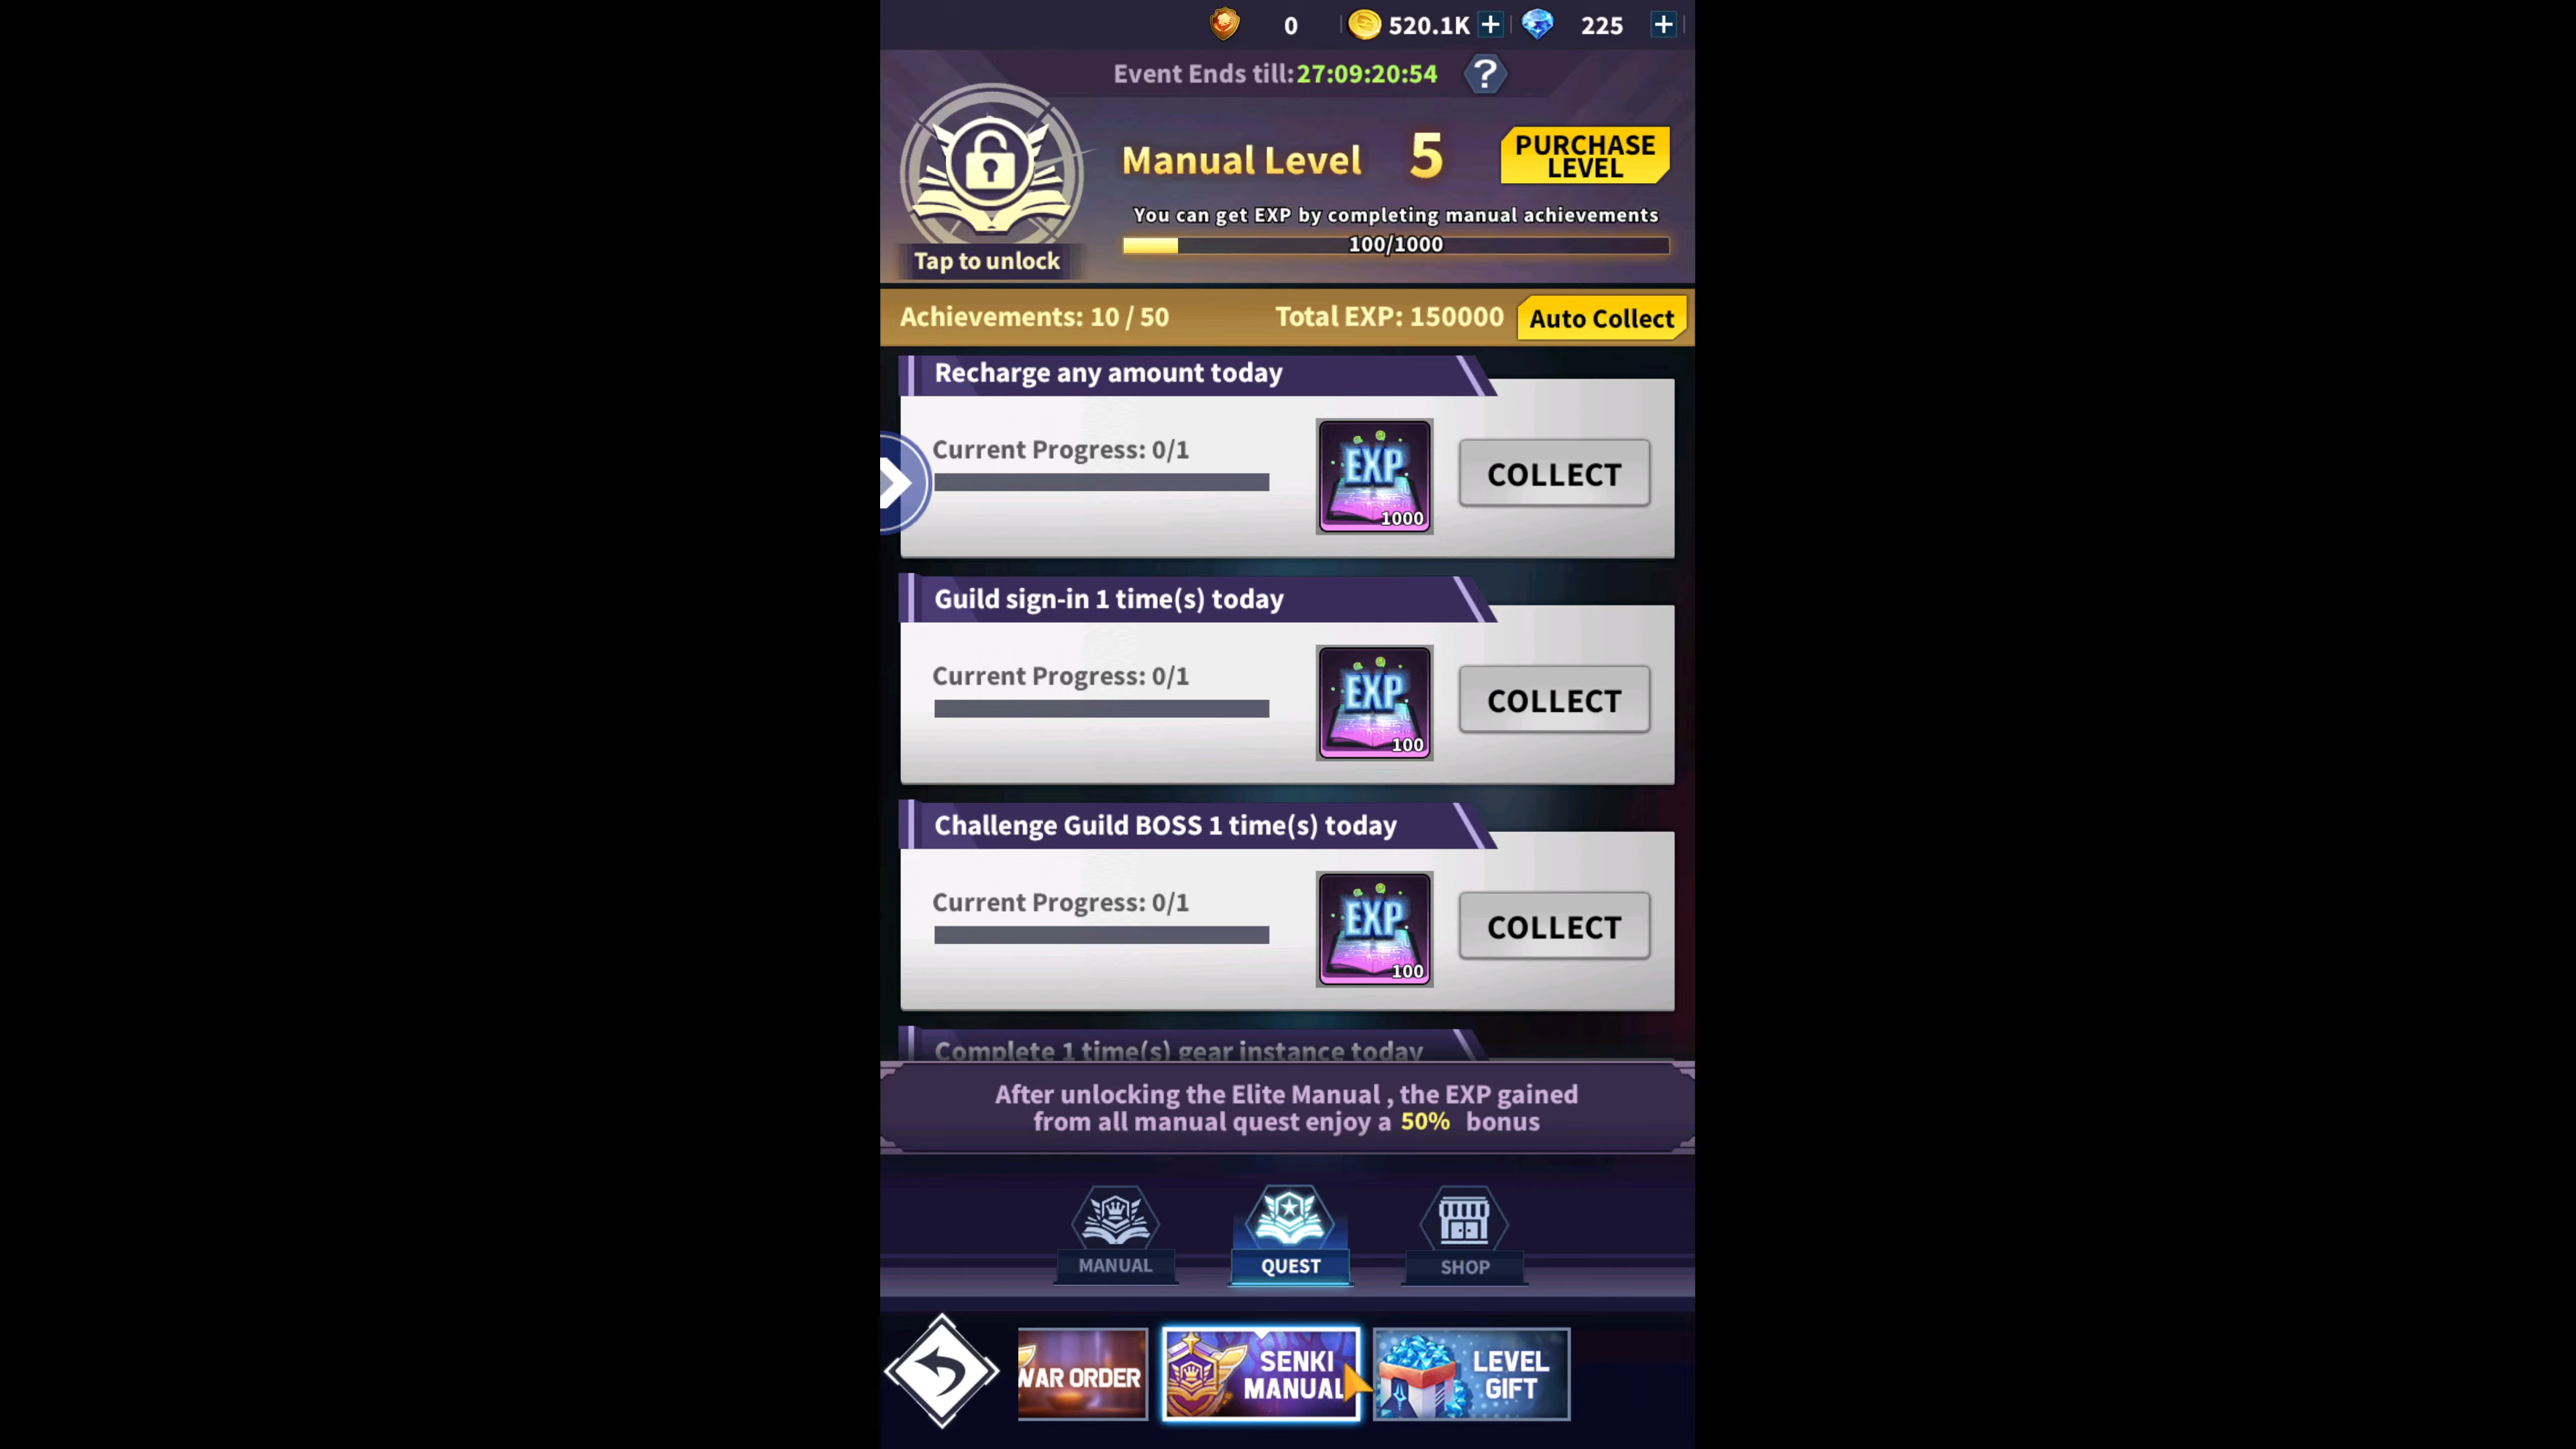 0 520.1K 225
Event Ends till:27:09:20:54 ?
Manual Level 5
PURCHASE
LEVEL
You can get EXP by completing manual achievements
100/1000
Tap to unlock
Achievements: 10 / 50 Total EXP: 150000 Auto Collect
Recharge any amount today
Current Progress: 0/1
EXP
1000
COLLECT
Guild sign-in 1 time(s) today
Current Progress: 0/1
EXP
100
COLLECT
Challenge Guild BOSS 1 time(s) today
Current Progress: 0/1
EXP
100
COLLECT
Complete 1 time(s) gear instance today
After unlocking the Elite Manual , the EXP gained
from all manual quest enjoy a 50% bonus
MANUAL QUEST SHOP
WAR ORDER
SENKI
MANUAL
LEVEL
GIFT